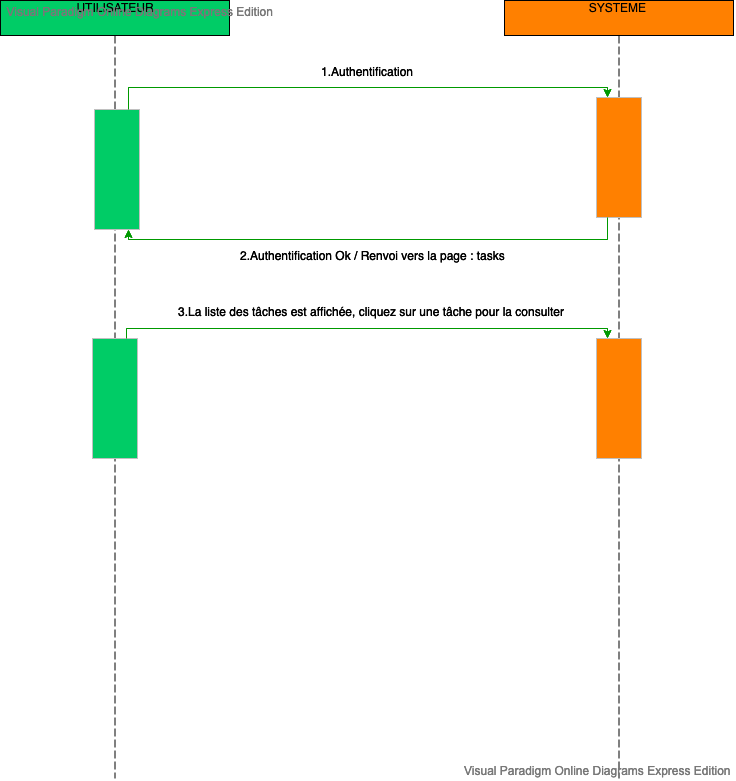 UTILISATEUR
Visual Paradigm Online Diagrams Express Edition
SYSTEME
1.Authentification
2.Authentification Ok / Renvoi vers la page : tasks
3.La liste des tâches est affichée, cliquez sur une tâche pour la consulter
Visual Paradigm Online Diagrams Express Edition